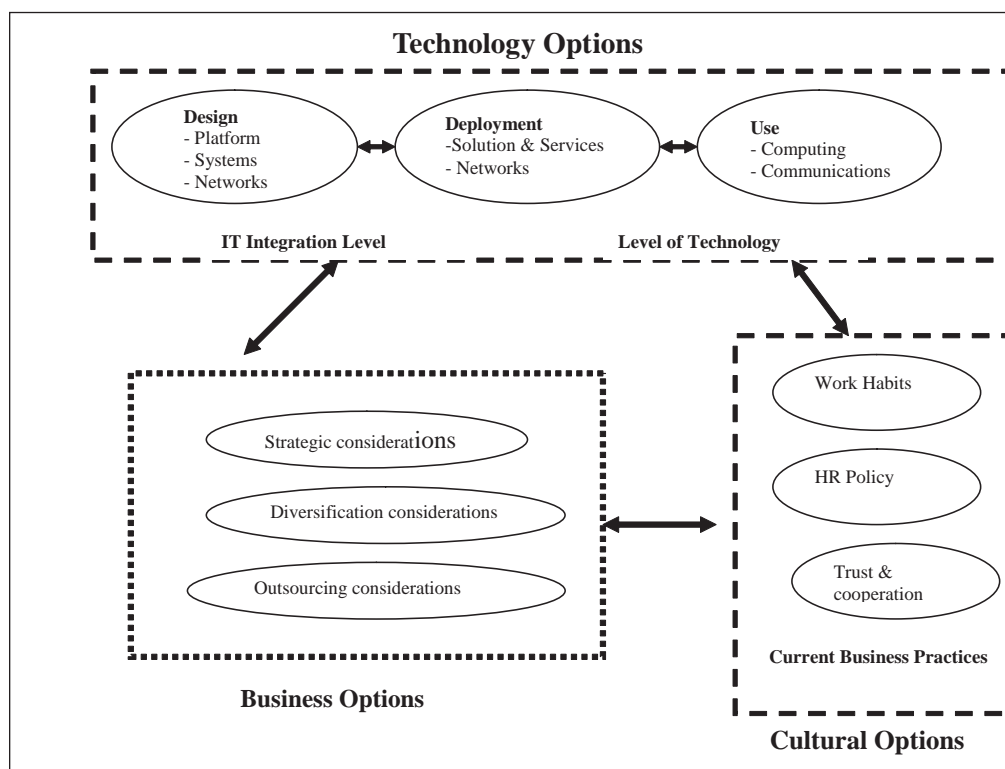 Technology Options
Design
- Platform
- Systems
- Networks
Deployment
-Solution & Services
- Networks
Use
- Computing
- Communications
IT Integration Level
Level of Technology
Strategic considerations
Diversification considerations
Outsourcing considerations
Business Options
Work Habits
HR Policy
Trust &
cooperation
Current Business Practices
Cultural Options